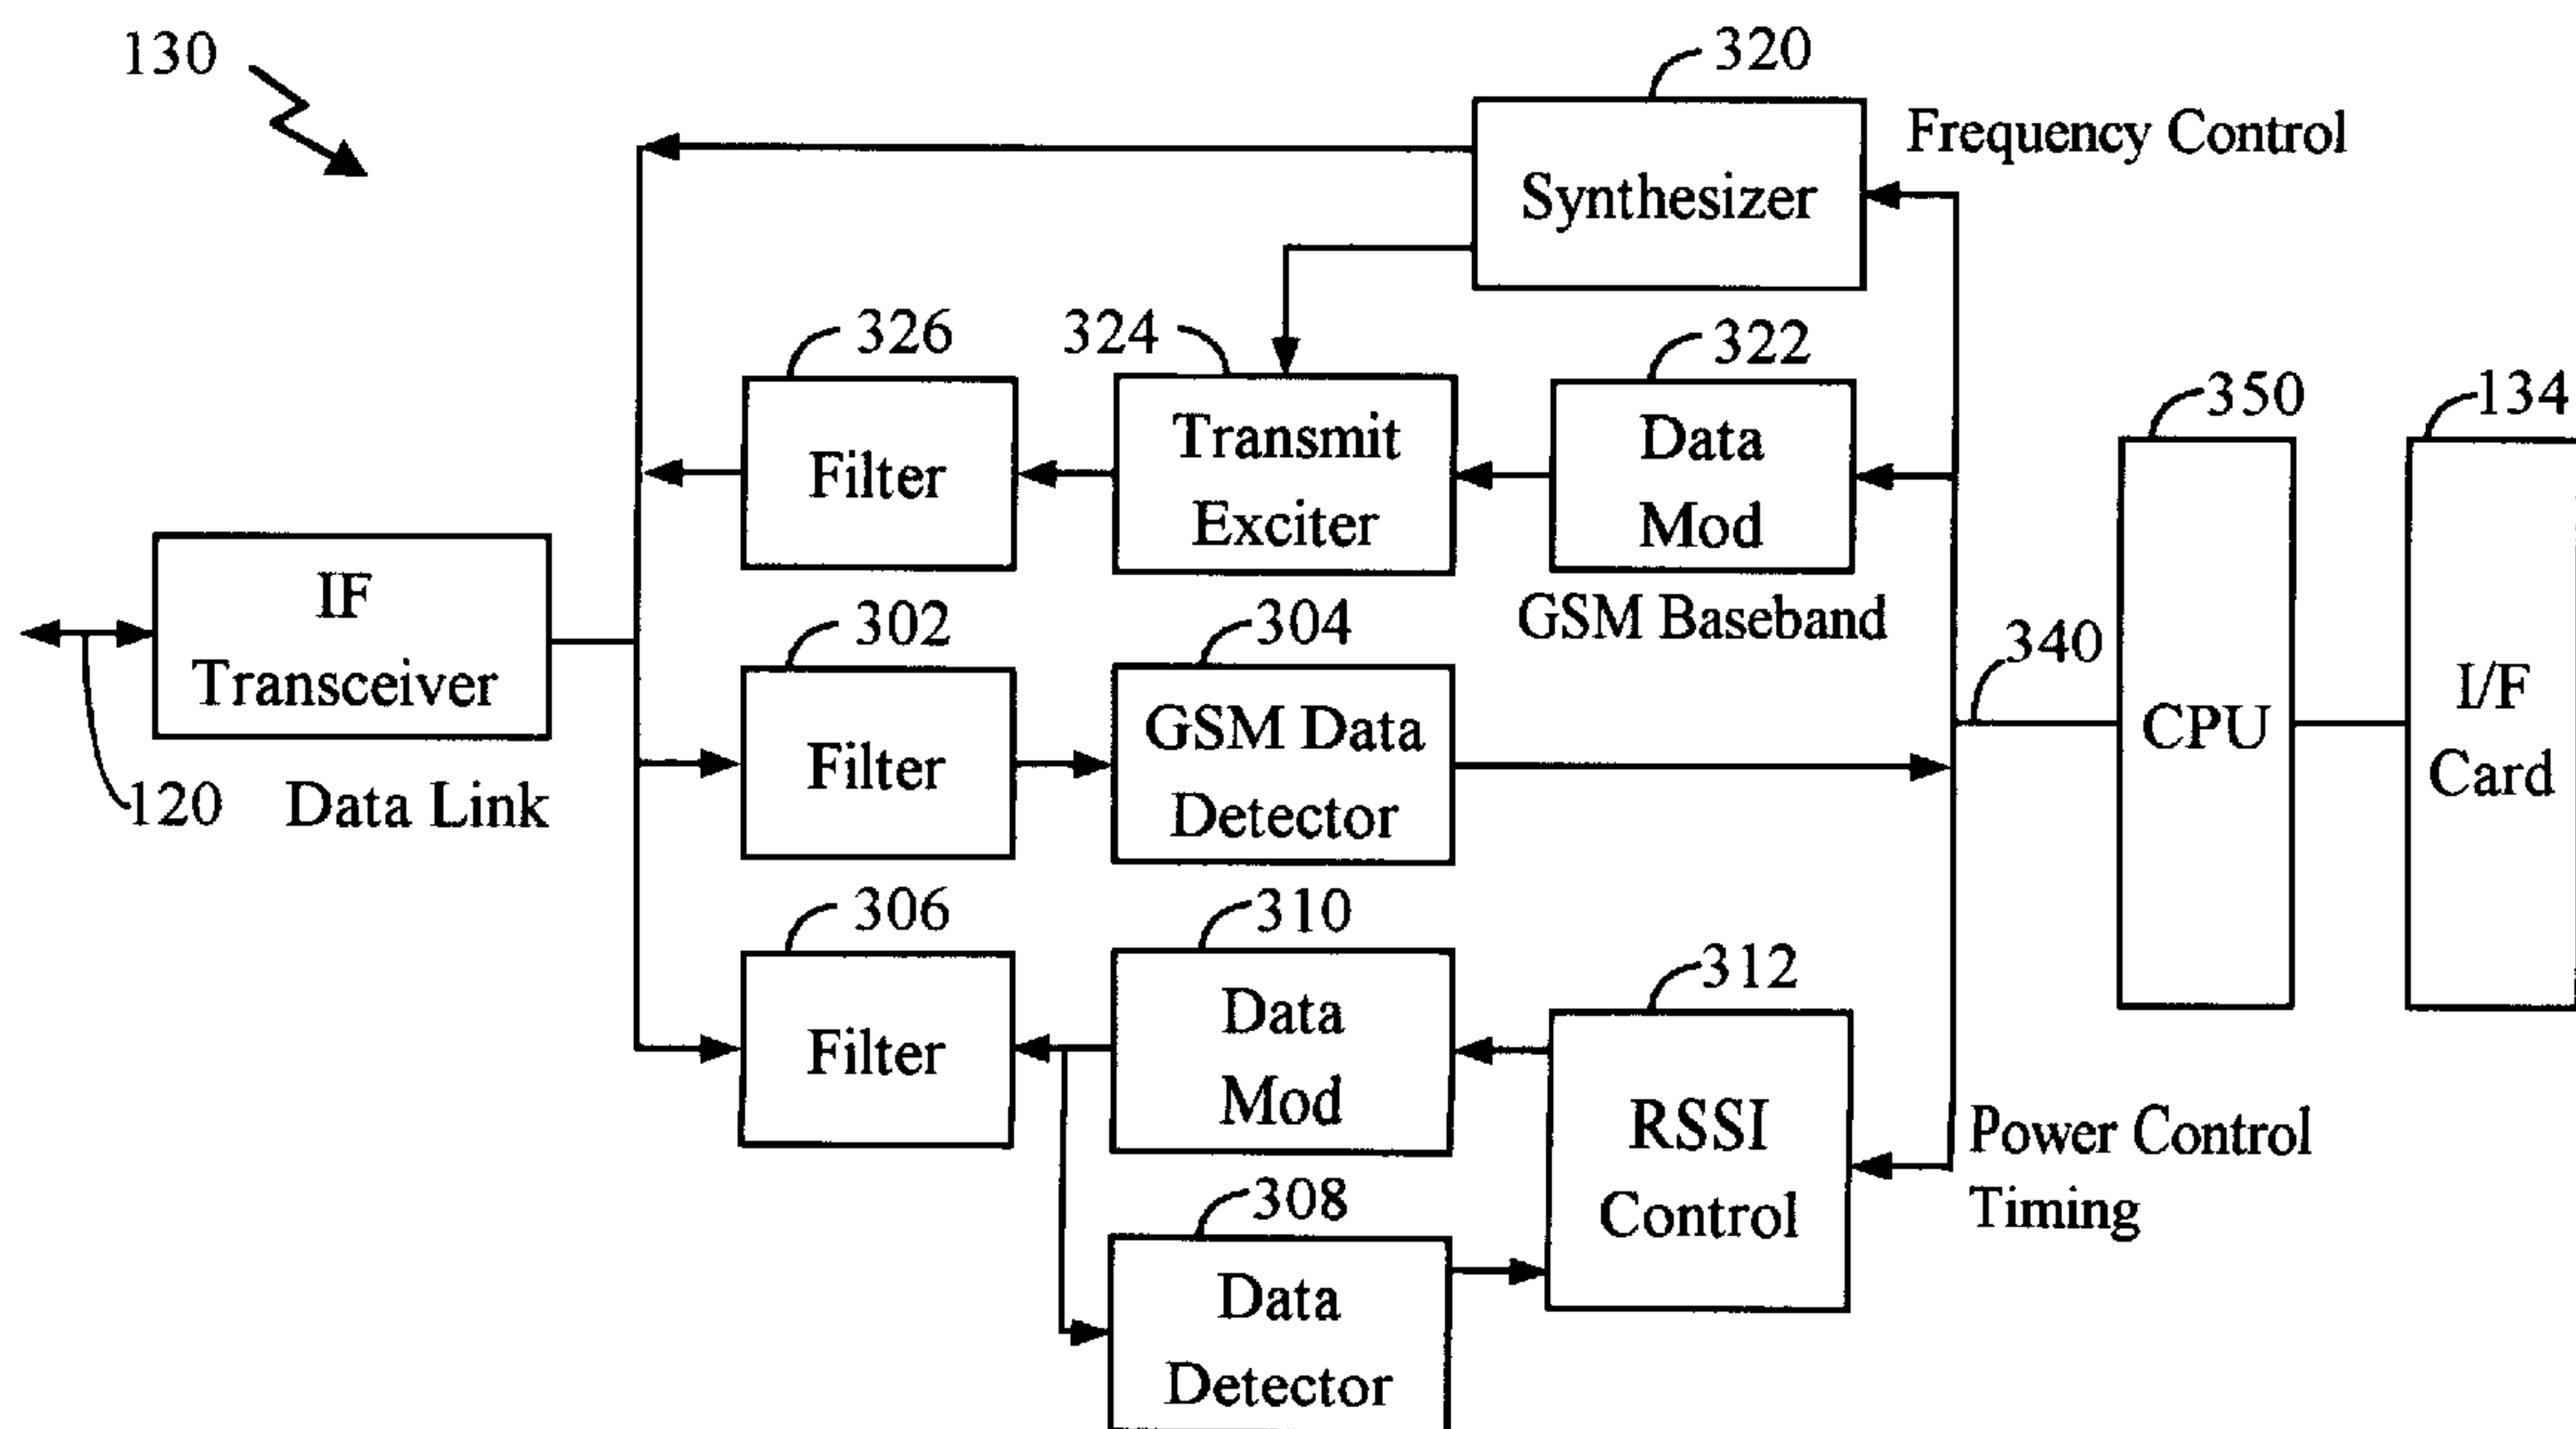 130
320
Frequency Control
Synthesizer
326
324
322
350
134
Filter
Transmit
Exciter
Data
Mod
IF
Transceiver
302
304
GSM Baseband
340
CPU
I/F
Card
120
Data Link
Filter
GSM Data
Detector
306
310
312
Filter
Data
Mod
RSSI
Control
Power Control
Timing
308
Data
Detector